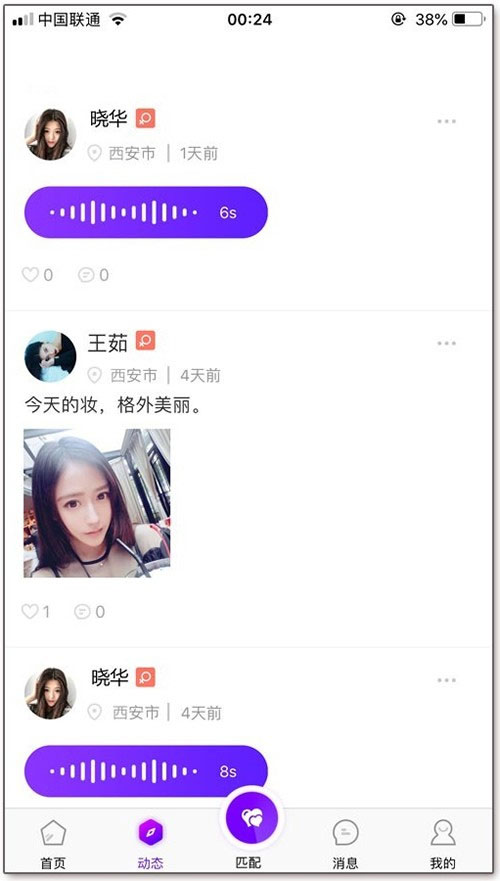 中国联通 00:24 38%
晓华
西安市 | 1天前
6s
0 0
王茹
西安市 | 4天前
今天的妆，格外美丽。
1 0
晓华
西安市 | 4天前
8s
首页 动态 匹配 消息 我的